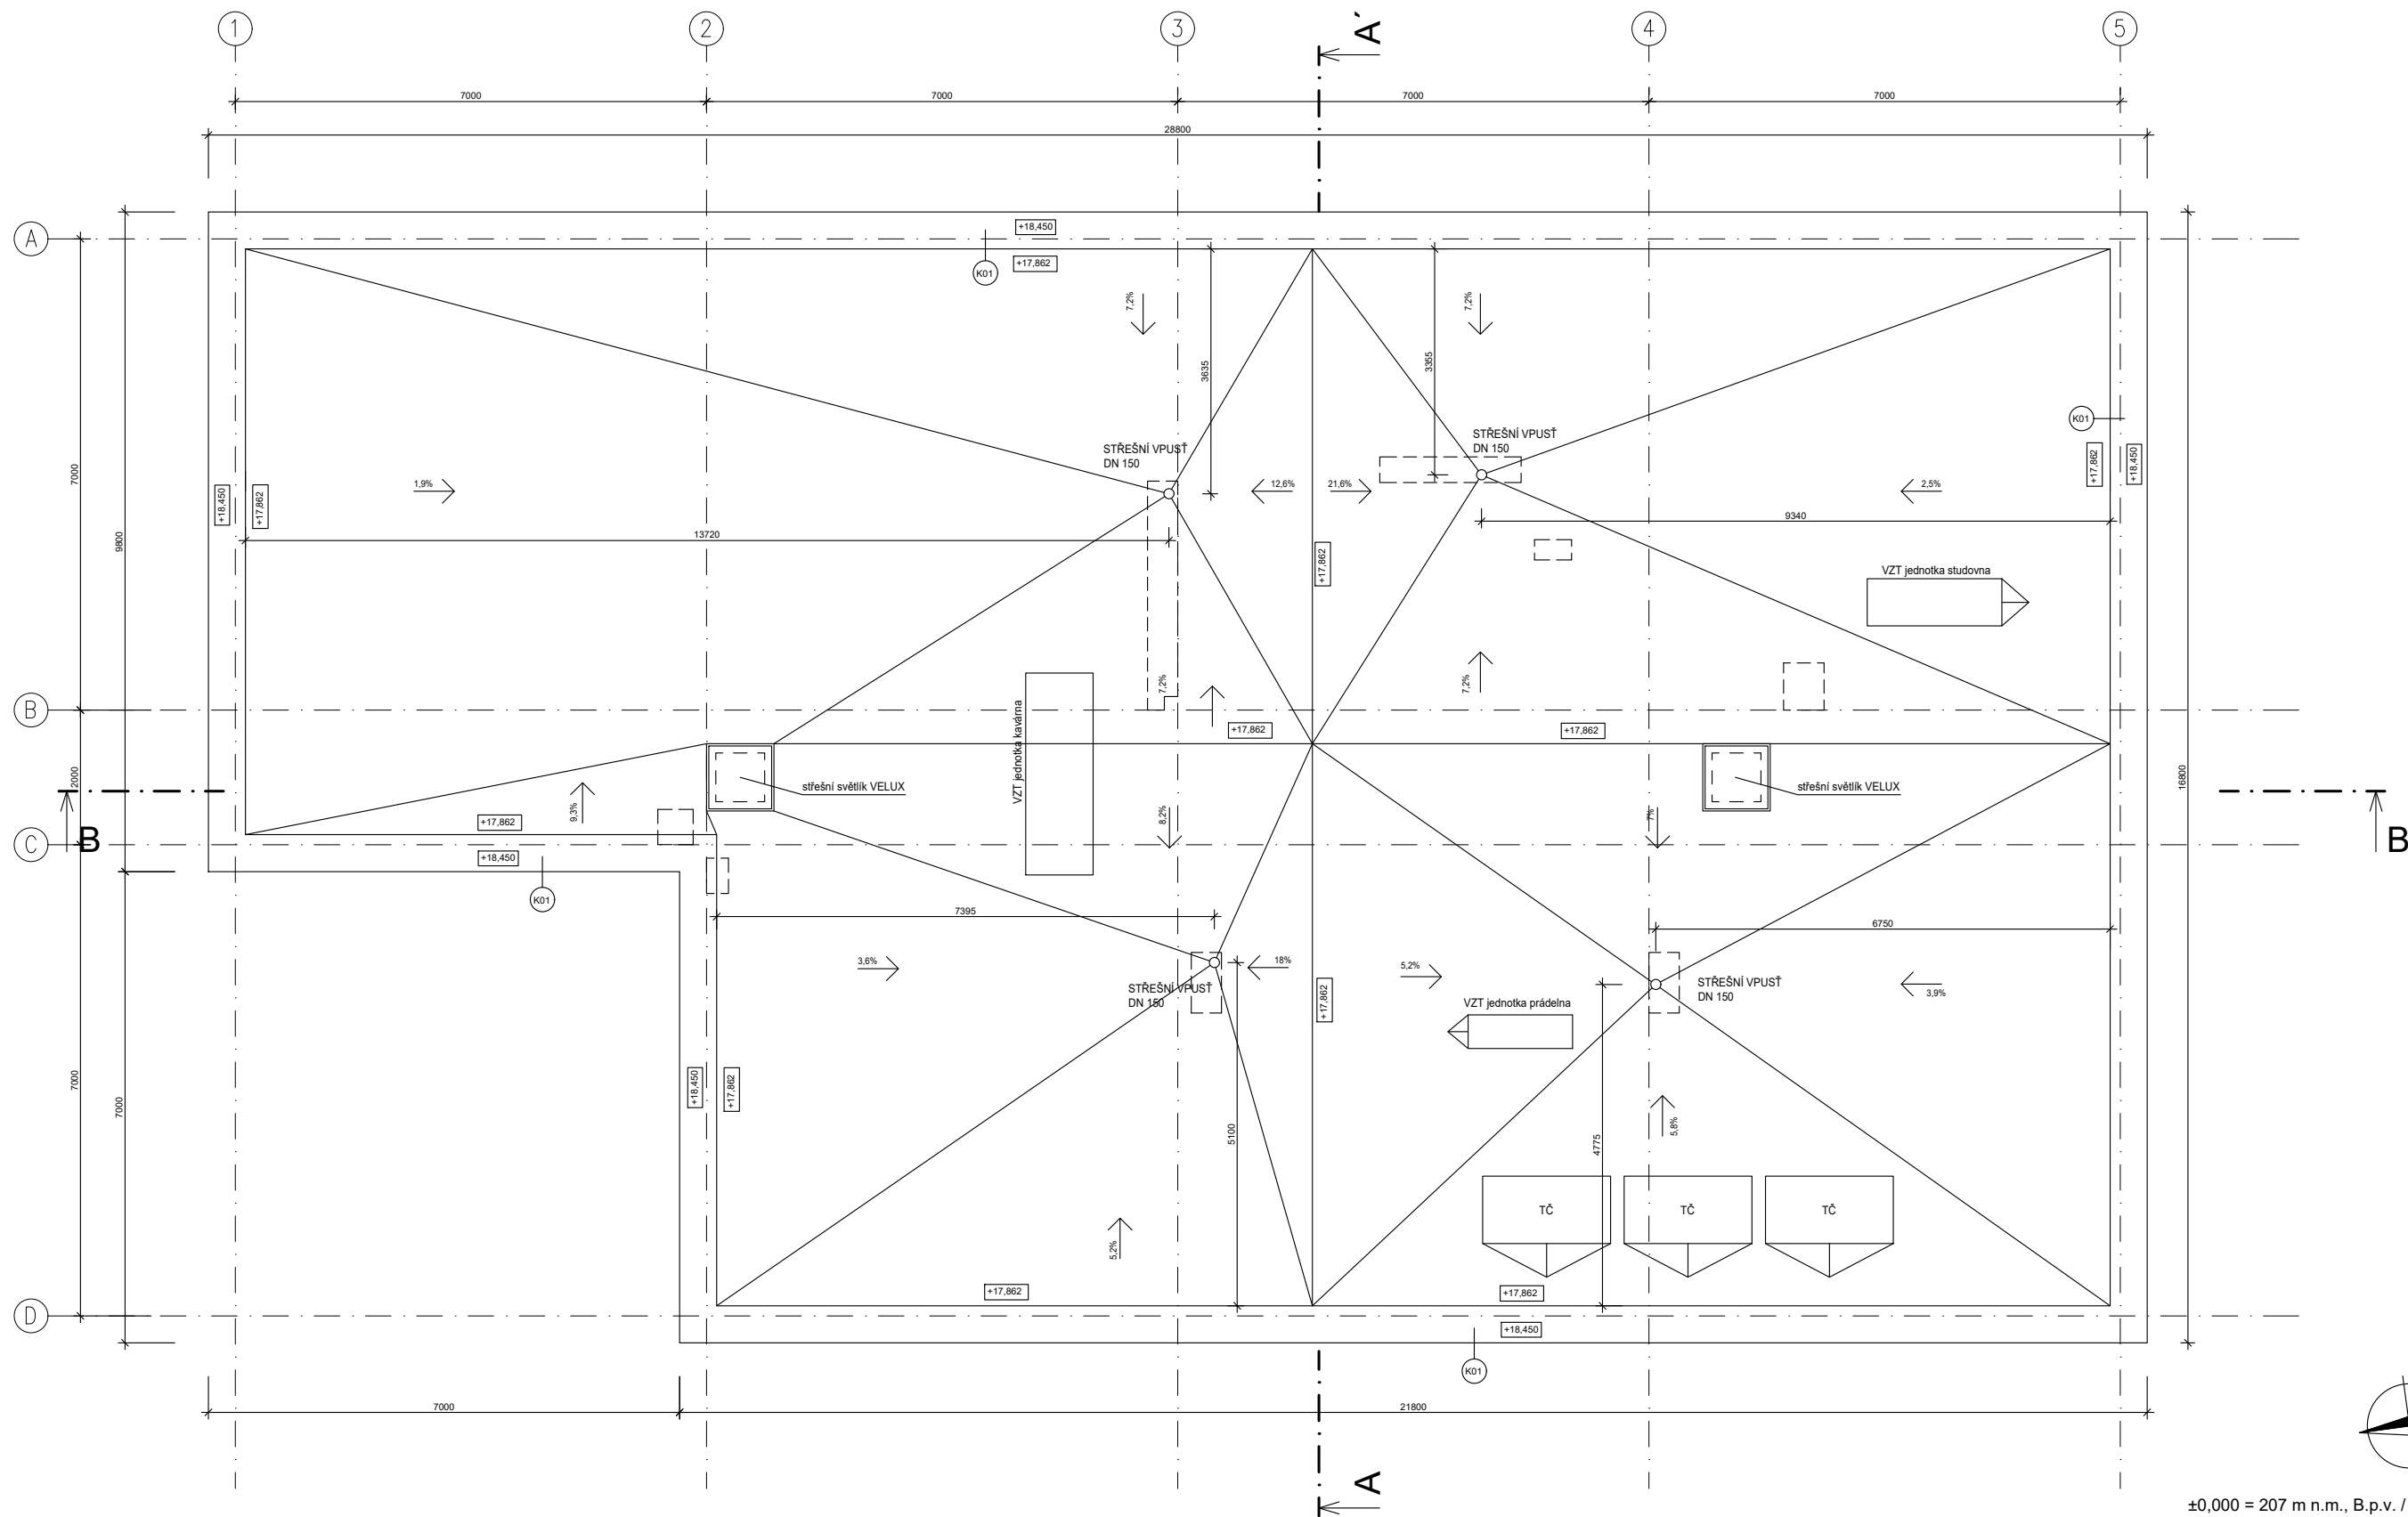 1
2
3
4
5
A´
7000
7000
7000
7000
28800
A
+18,450
+17,862
K01
7,2%
7,2%
3635
3355
K01
STŘEŠNÍ VPUSŤ
DN 150
STŘEŠNÍ VPUSŤ
DN 150
+18,450
+17,862
+17,862
+18,450
1,9%
12,6%
21,6%
2,5%
7000
9800
13720
9340
+17,862
VZT jednotka studovna
7,2%
7,2%
B
+17,862
+17,862
VZT jednotka kavárna
2000
střešní světlík VELUX
střešní světlík VELUX
16800
9,3%
8,2%
7%
+17,862
B
B
C
+18,450
K01
7395
6750
3,6%
18%
5,2%
3,9%
STŘEŠNÍ VPUSŤ
DN 150
STŘEŠNÍ VPUSŤ
DN 150
+17,862
VZT jednotka prádelna
7000
7000
+18,450
+17,862
5100
4775
5,8%
5,2%
TČ
TČ
TČ
+17,862
+17,862
D
+18,450
K01
7000
21800
A
±0,000 = 207 m n.m., B.p.v. /